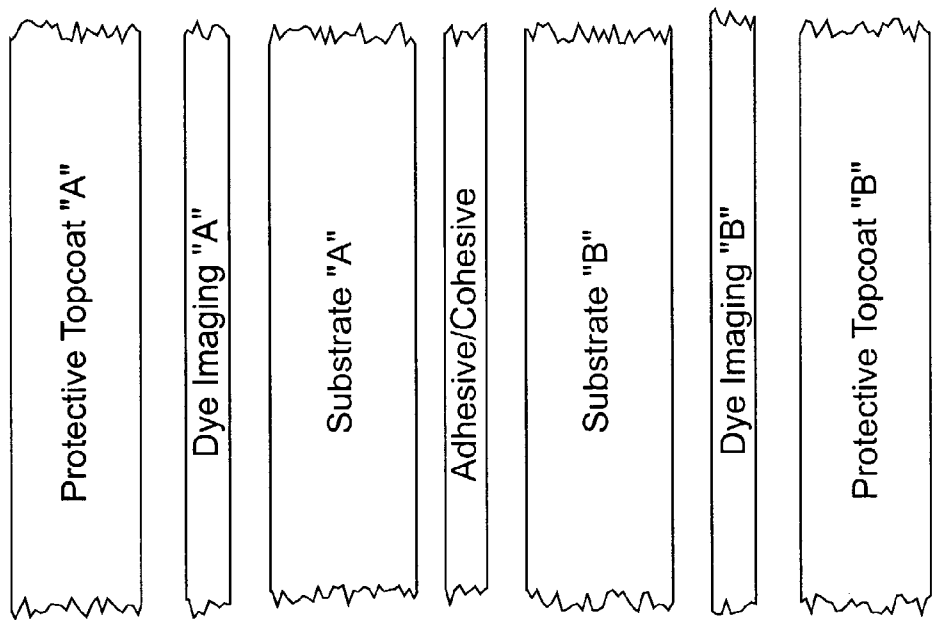 Protective Topcoat "A"
Dye Imaging "A"
Substrate "A"
Adhesive/Cohesive
Substrate "B"
Dye Imaging "B"
Protective Topcoat "B"